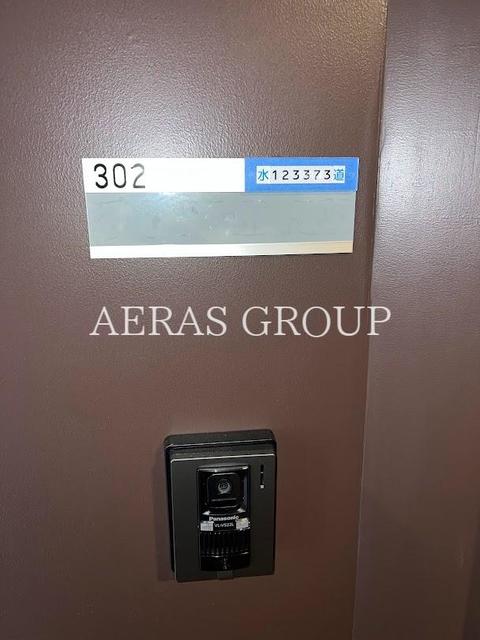 302
水123373道
AERAS GROUP
Panasonic